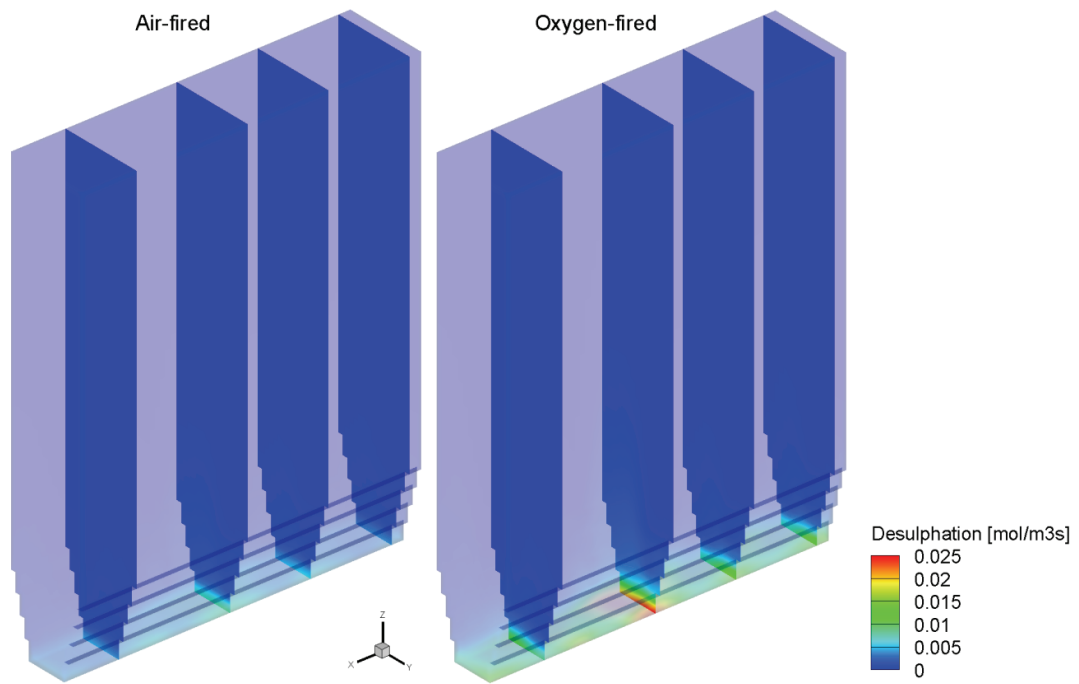 Air-fired
Oxygen-fired
Desulphation [mol/m3s]
0.025
0.02
0.015
0.01
0.005
0
Z
X
Y